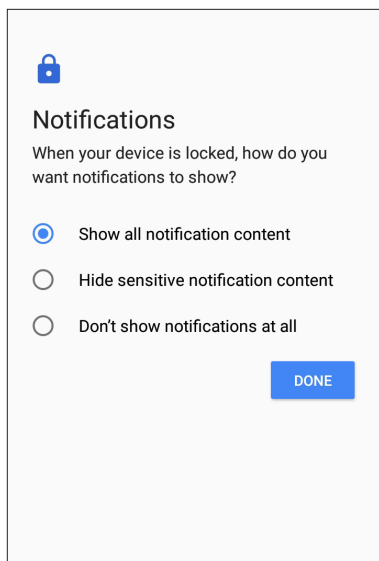 Notifications
When your device is locked, how do you
want notifications to show?
Show all notification content
Hide sensitive notification content
Don’t show notifications at all
DONE